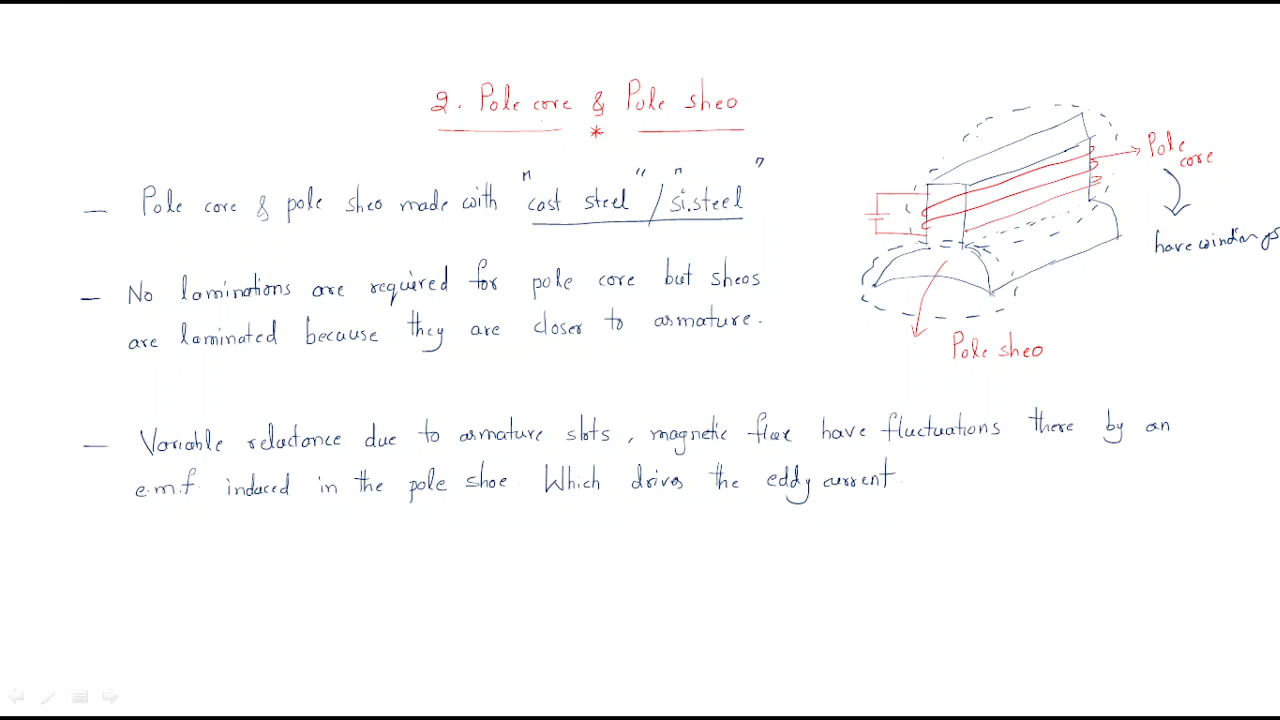 2. Pole core & Pole sheo
*
— Pole core & pole sheo made with "cast steel" / "si.steel"
— No laminations are required for pole core but sheos
are laminated because they are closer to armature.
— Variable reluctance due to armature slots, magnetic flux have fluctuations there by an
e.m.f. induced in the pole shoe. Which drives the eddy current.
Pole core
have windings
Pole sheo